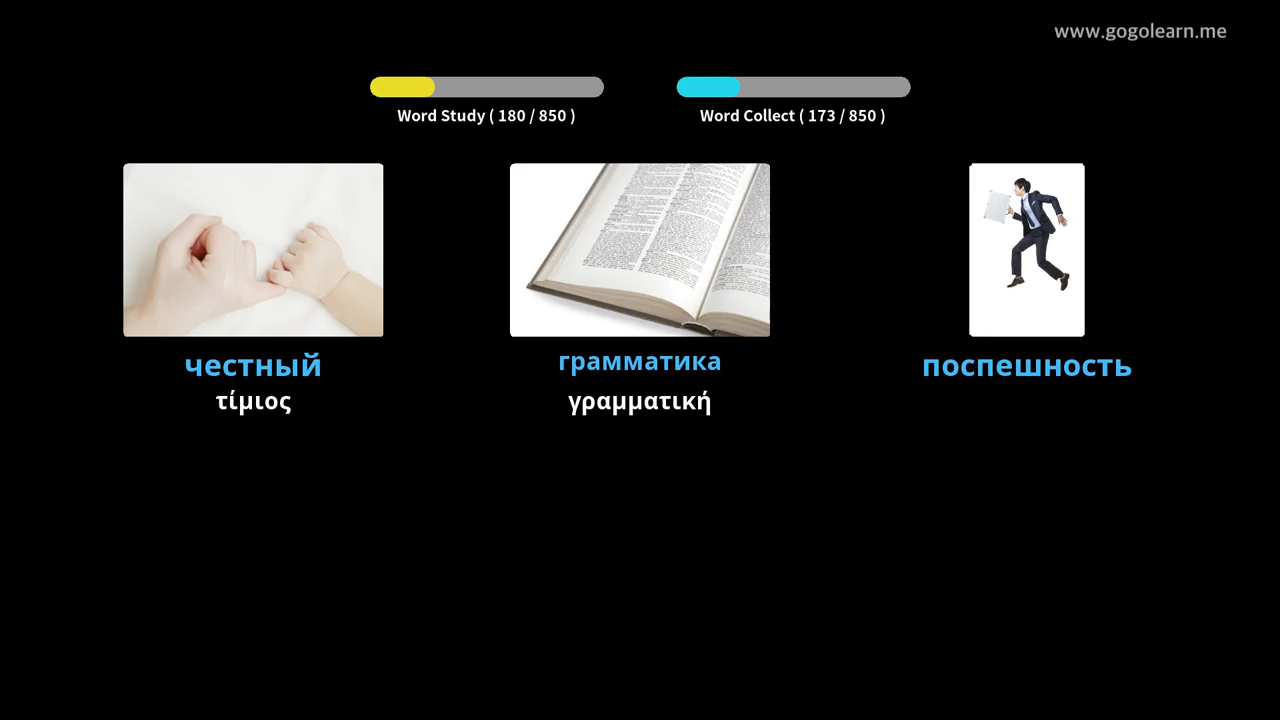 www.gogolearn.me
Word Study ( 180 / 850 )
Word Collect ( 173 / 850 )
честный
τίμιος
грамматика
γραμματική
поспешность